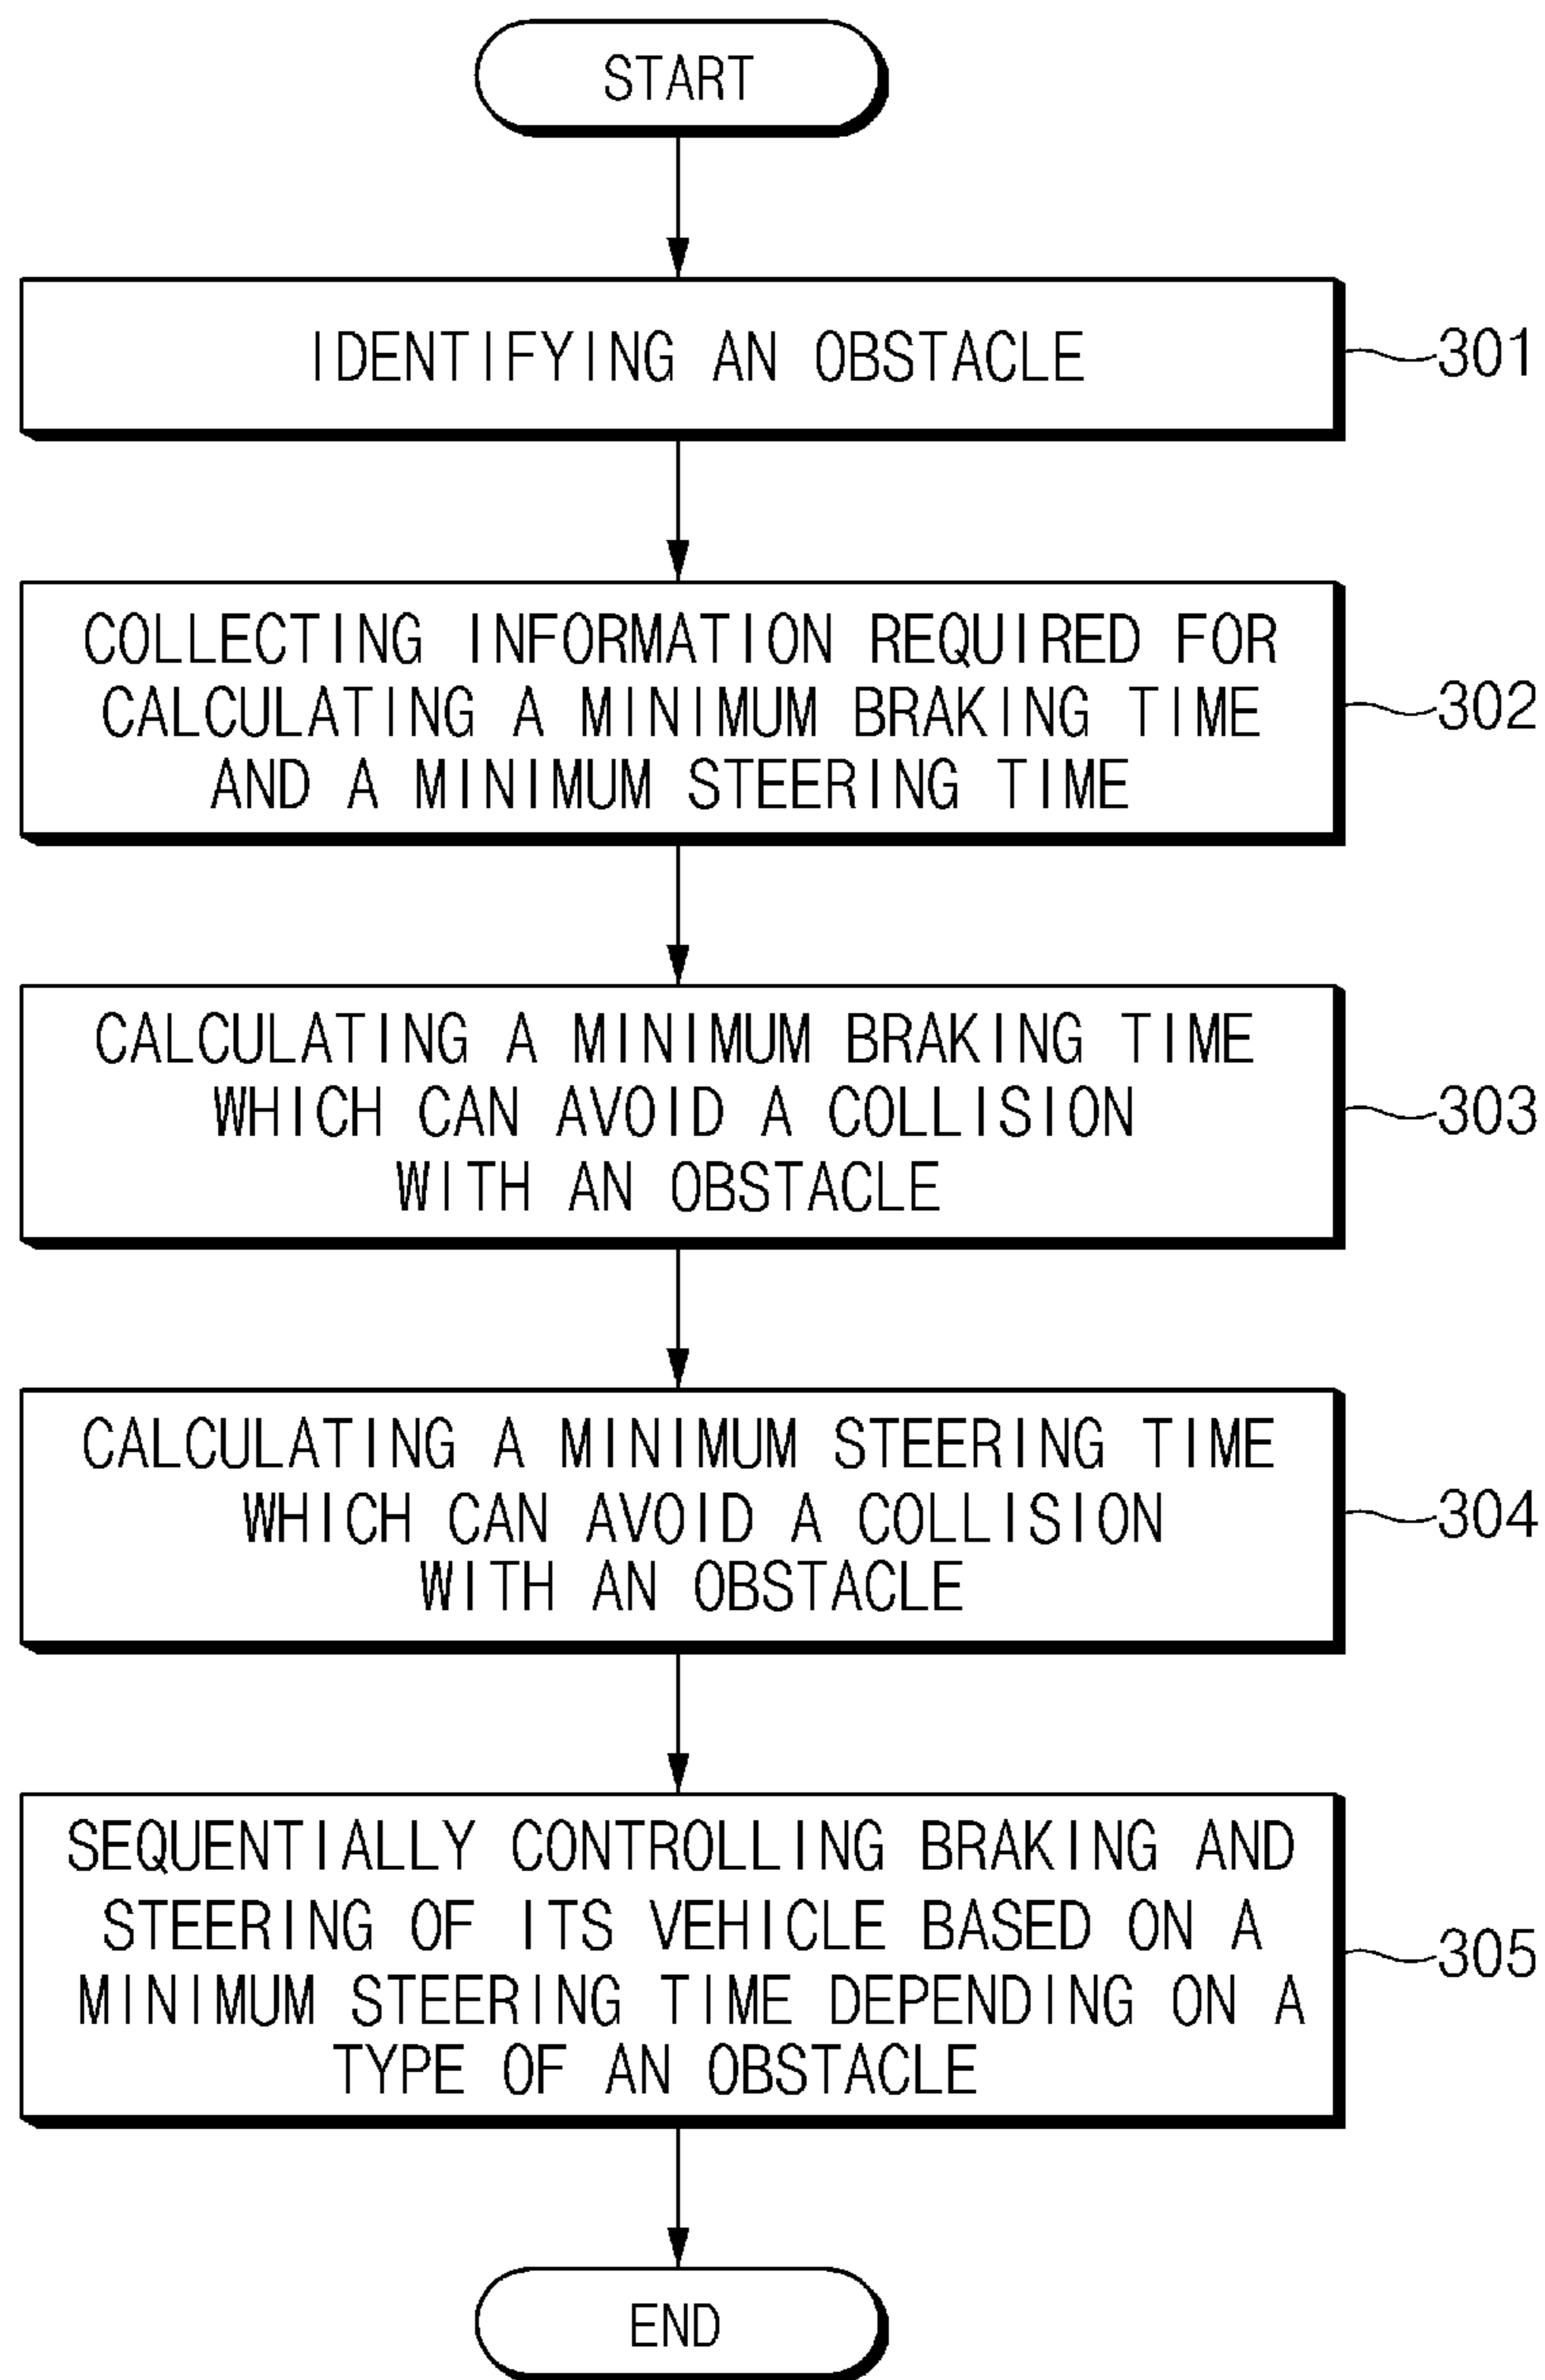 START
IDENTIFYING AN OBSTACLE
301
COLLECTING INFORMATION REQUIRED FOR
CALCULATING A MINIMUM BRAKING TIME
AND A MINIMUM STEERING TIME
302
CALCULATING A MINIMUM BRAKING TIME
WHICH CAN AVOID A COLLISION
WITH AN OBSTACLE
303
CALCULATING A MINIMUM STEERING TIME
WHICH CAN AVOID A COLLISION
WITH AN OBSTACLE
304
SEQUENTIALLY CONTROLLING BRAKING AND
STEERING OF ITS VEHICLE BASED ON A
MINIMUM STEERING TIME DEPENDING ON A
TYPE OF AN OBSTACLE
305
END